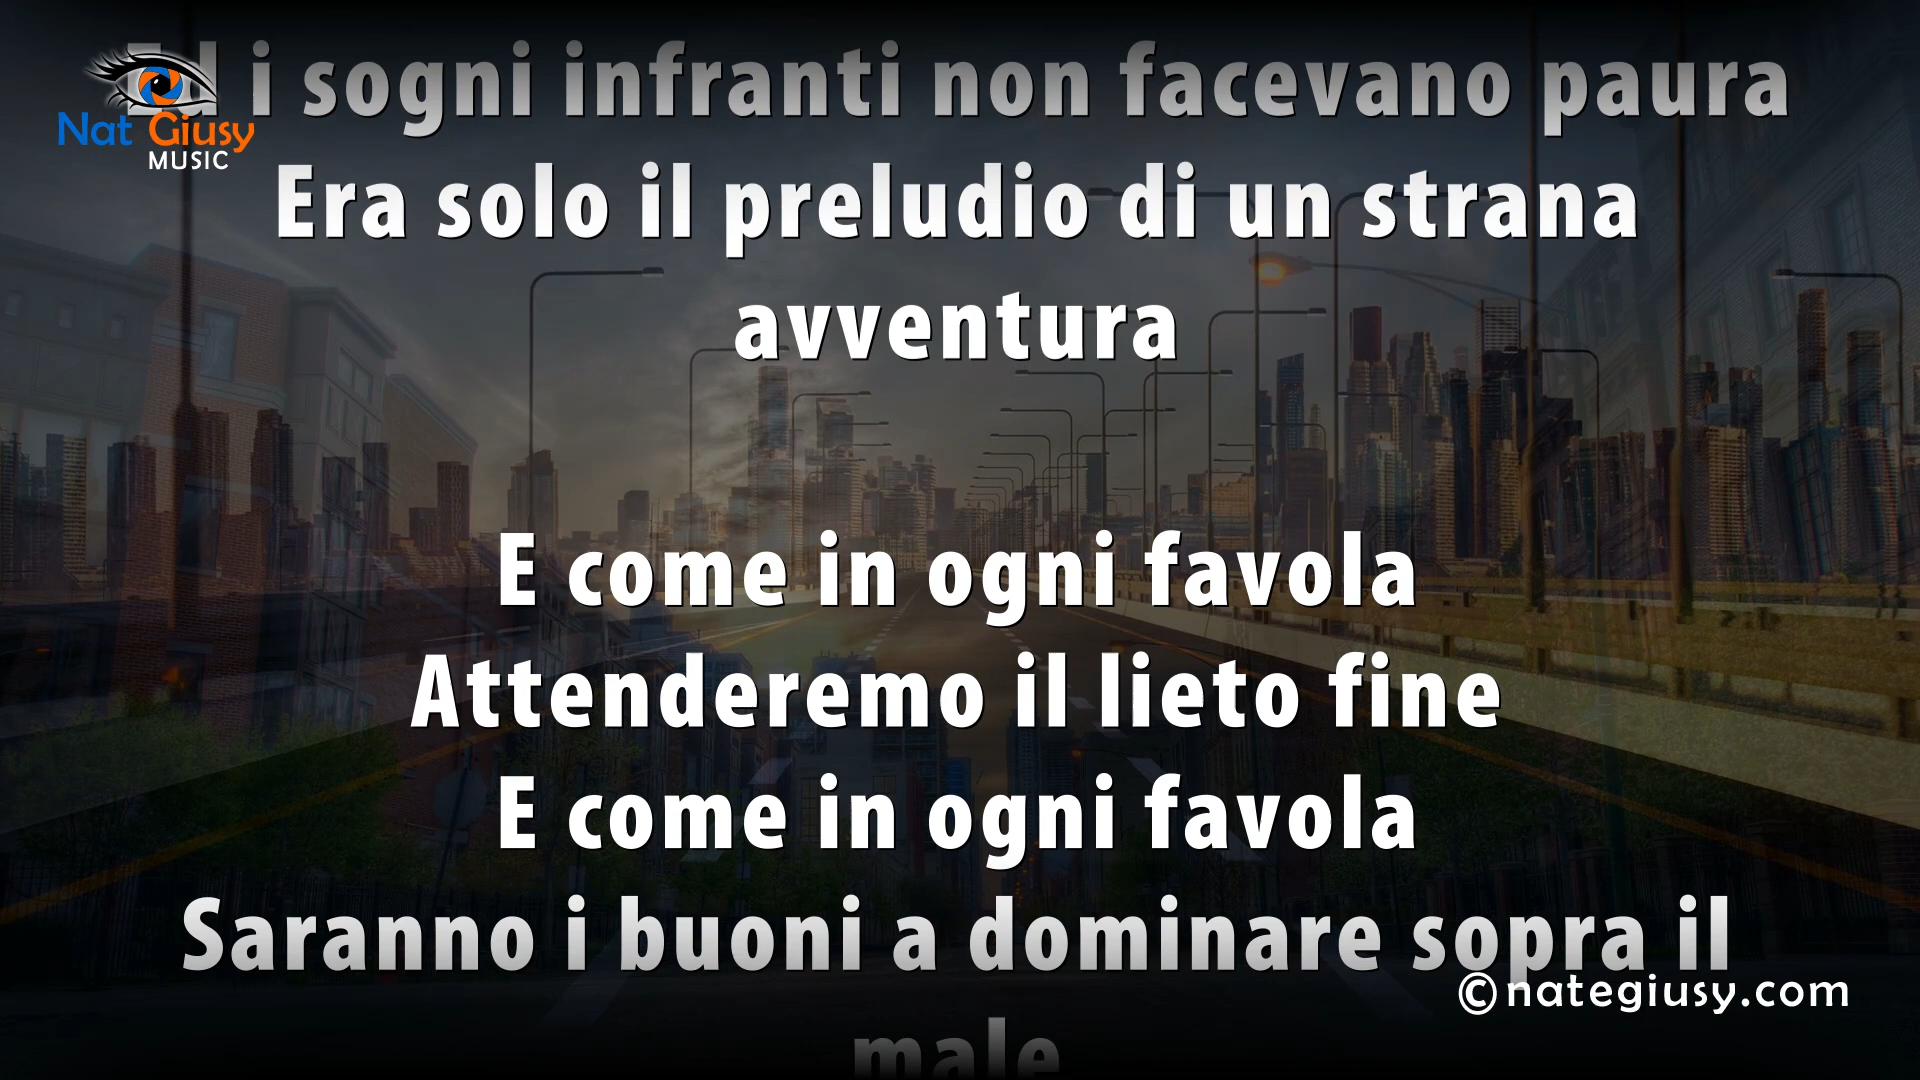 Ed i sogni infranti non facevano paura
Nat Giusy
MUSIC
Era solo il preludio di un strana
avventura
E come in ogni favola
Attenderemo il lieto fine
E come in ogni favola
Saranno i buoni a dominare sopra il
©nategiusy.com
male